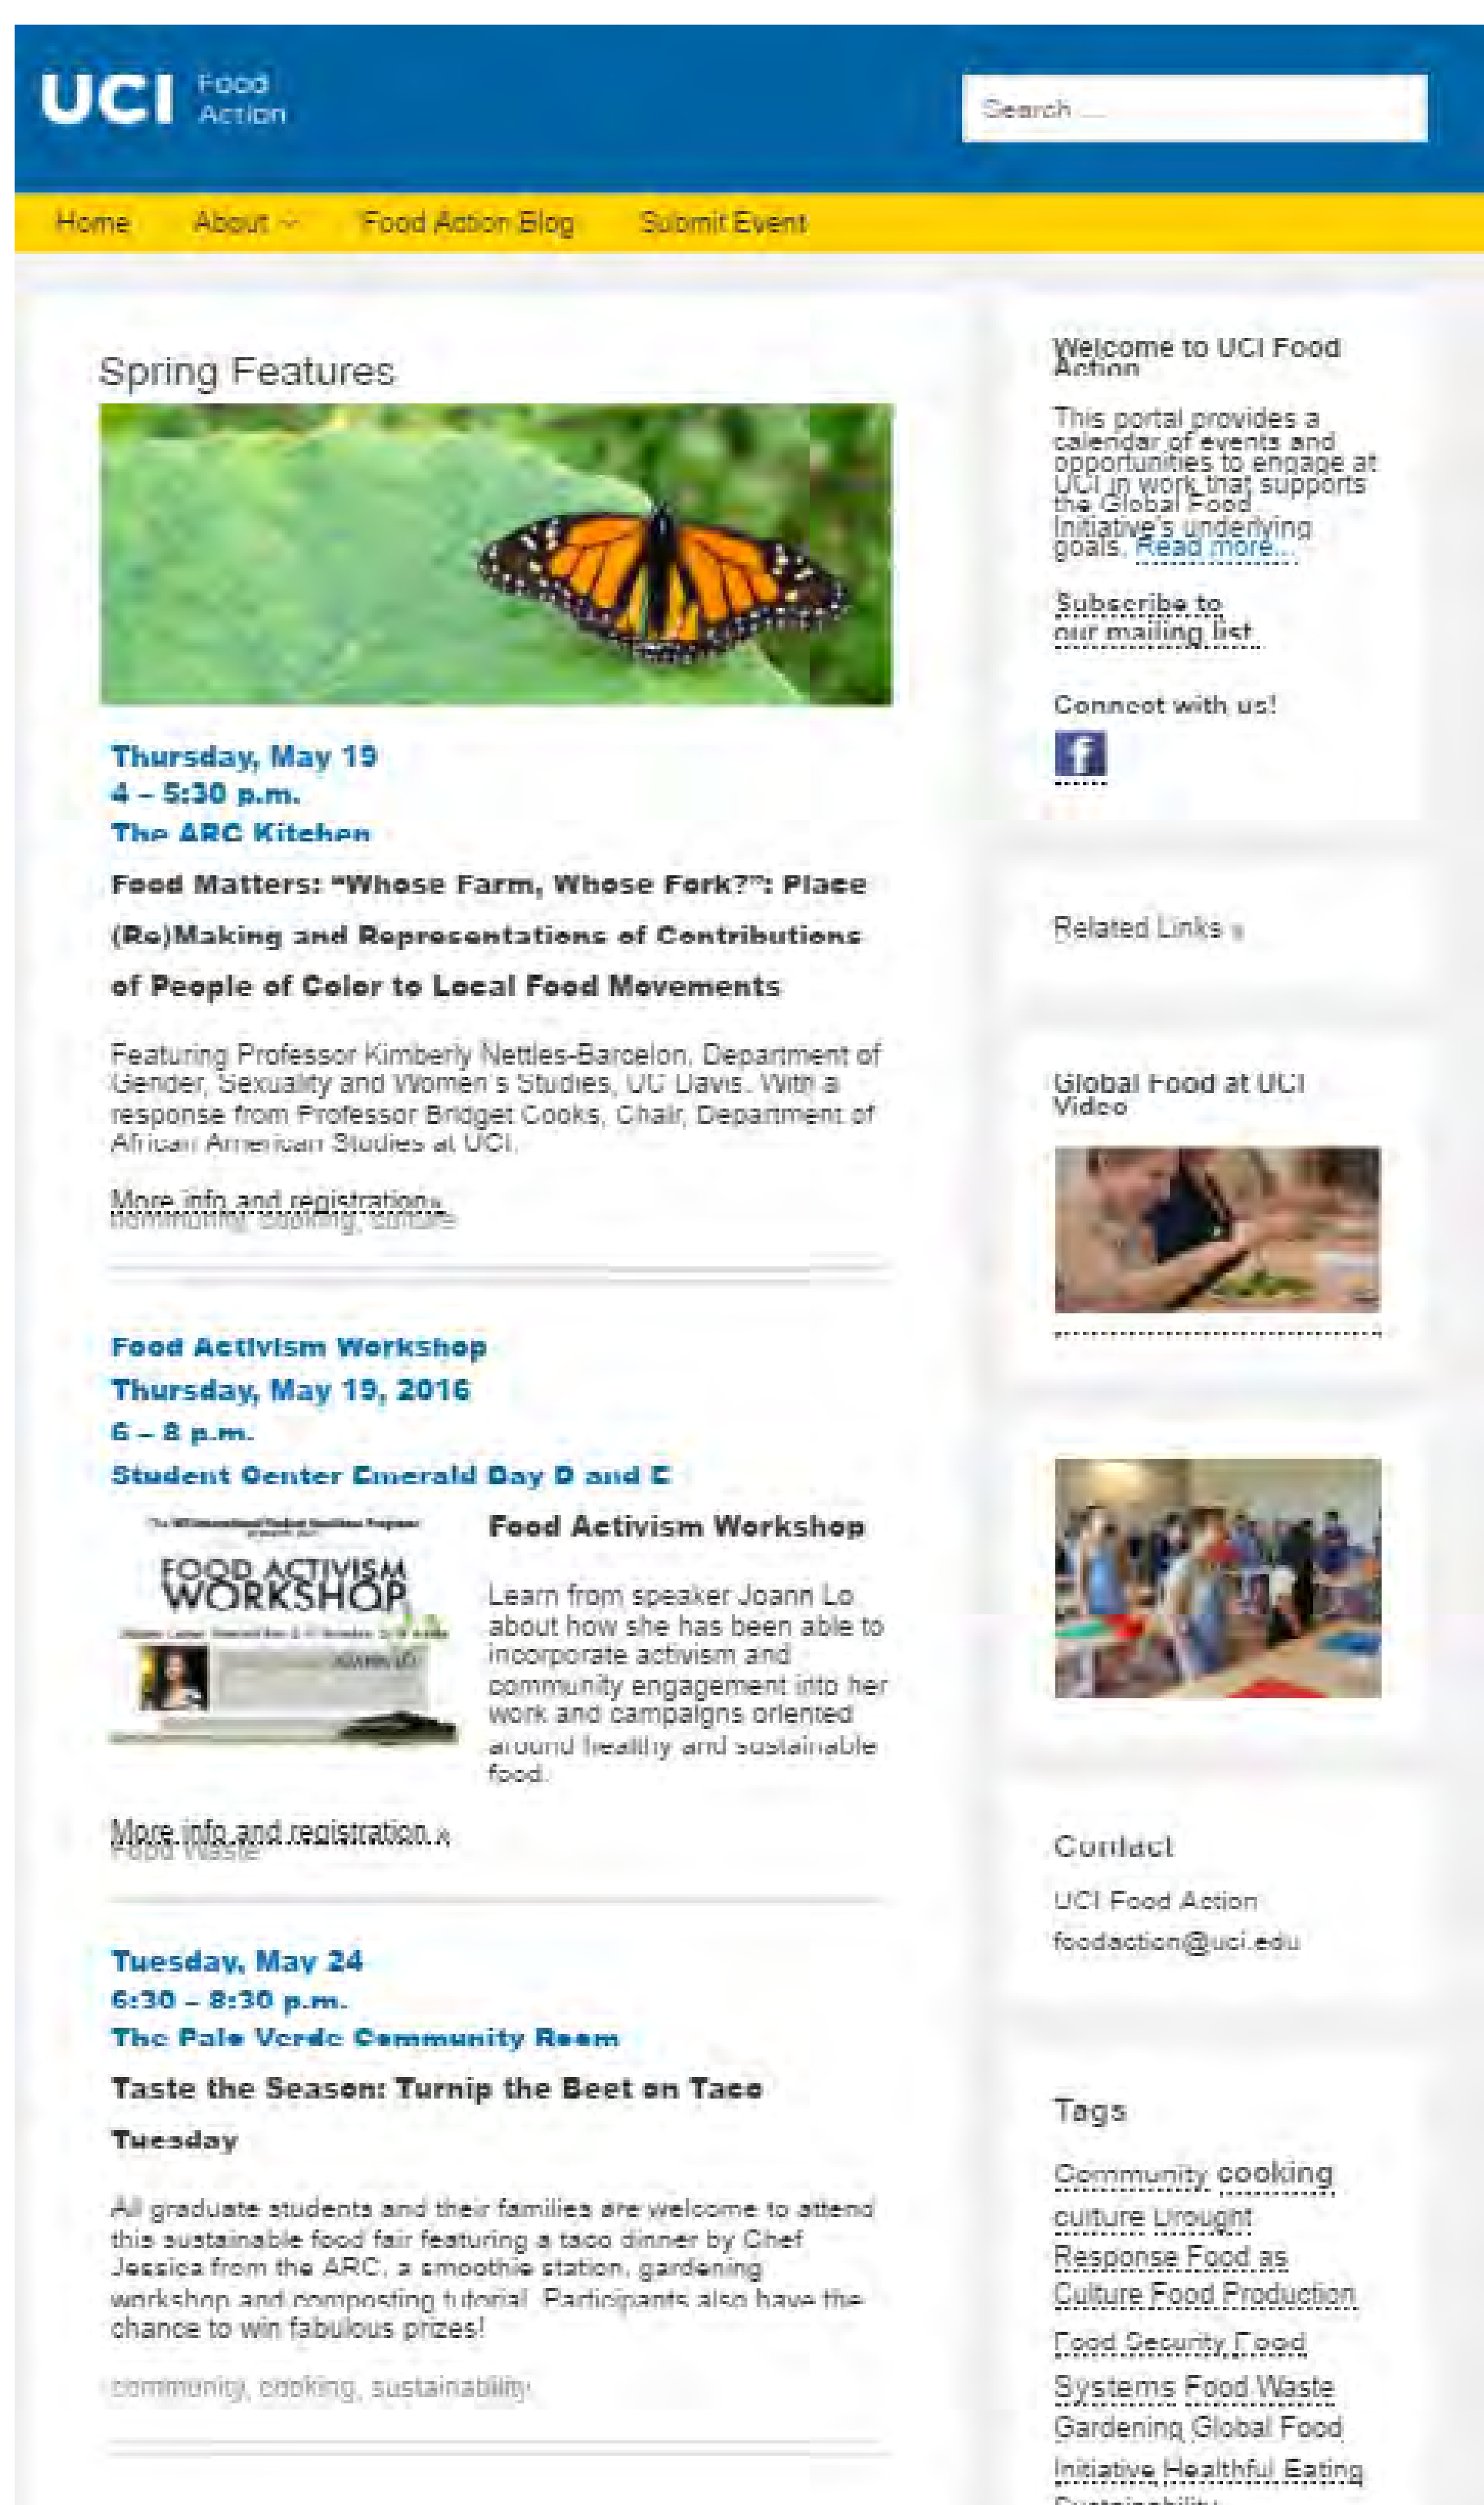 UCI Food
Action
Search ...
Home About Food Action Blog Submit Event
Spring Features
Thursday, May 19
4 – 5:30 p.m.
The ARC Kitchen
Food Matters: “Whose Farm, Whose Fork?”: Place
(Re)Making and Representations of Contributions
of People of Color to Local Food Movements
Featuring Professor Kimberly Nettles-Barcelon, Department of
Gender, Sexuality and Women's Studies, UC Davis. With a
response from Professor Bridget Cooks, Chair, Department of
African American Studies at UCI.
More info and registration»
community, cooking, culture
Food Activism Workshop
Thursday, May 19, 2016
6 – 8 p.m.
Student Center Emerald Bay D and E
FOOD ACTIVISM
WORKSHOP
JOANN LO
Food Activism Workshop
Learn from speaker Joann Lo
about how she has been able to
incorporate activism and
community engagement into her
work and campaigns oriented
around healthy and sustainable
food.
More info and registration »
Food Waste
Tuesday, May 24
6:30 – 8:30 p.m.
The Palo Verde Community Room
Taste the Season: Turnip the Beet on Taco
Tuesday
All graduate students and their families are welcome to attend
this sustainable food fair featuring a taco dinner by Chef
Jessica from the ARC, a smoothie station, gardening
workshop and composting tutorial. Participants also have the
chance to win fabulous prizes!
community, cooking, sustainability
Welcome to UCI Food
Action
This portal provides a
calendar of events and
opportunities to engage at
UCI in work that supports
the Global Food
Initiative's underlying
goals. Read more...
Subscribe to
our mailing list
Connect with us!
f
Related Links »
Global Food at UCI
Video
Contact
UCI Food Action
foodaction@uci.edu
Tags
Community cooking
culture Drought
Response Food as
Culture Food Production
Food Security Food
Systems Food Waste
Gardening Global Food
Initiative Healthful Eating
Sustainability